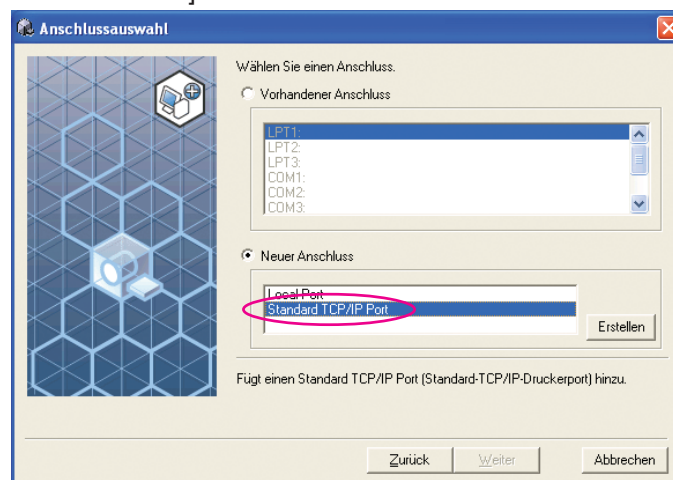 ]
Anschlussauswahl
Wählen Sie einen Anschluss.
Vorhandener Anschluss
LPT1:
LPT2:
LPT3:
COM1:
COM2:
COM3:
Neuer Anschluss
Local Port
Standard TCP/IP Port
Erstellen
Fügt einen Standard TCP/IP Port (Standard-TCP/IP-Druckerport) hinzu.
Zurück Weiter Abbrechen